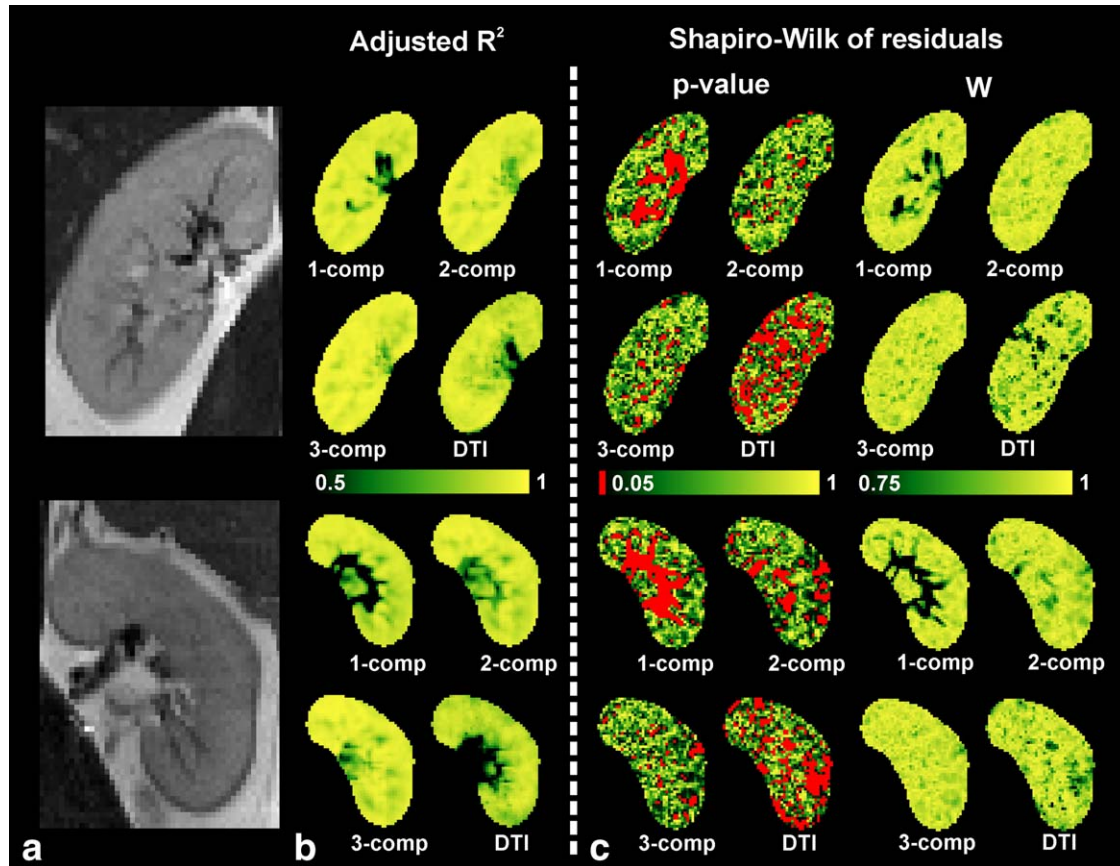 Adjusted R²
Shapiro-Wilk of residuals
p-value W
1-comp 2-comp 1-comp 2-comp 1-comp 2-comp
3-comp DTI 3-comp DTI 3-comp DTI
0.5 1 0.05 1 0.75 1
1-comp 2-comp 1-comp 2-comp 1-comp 2-comp
3-comp DTI 3-comp DTI 3-comp DTI
a b c